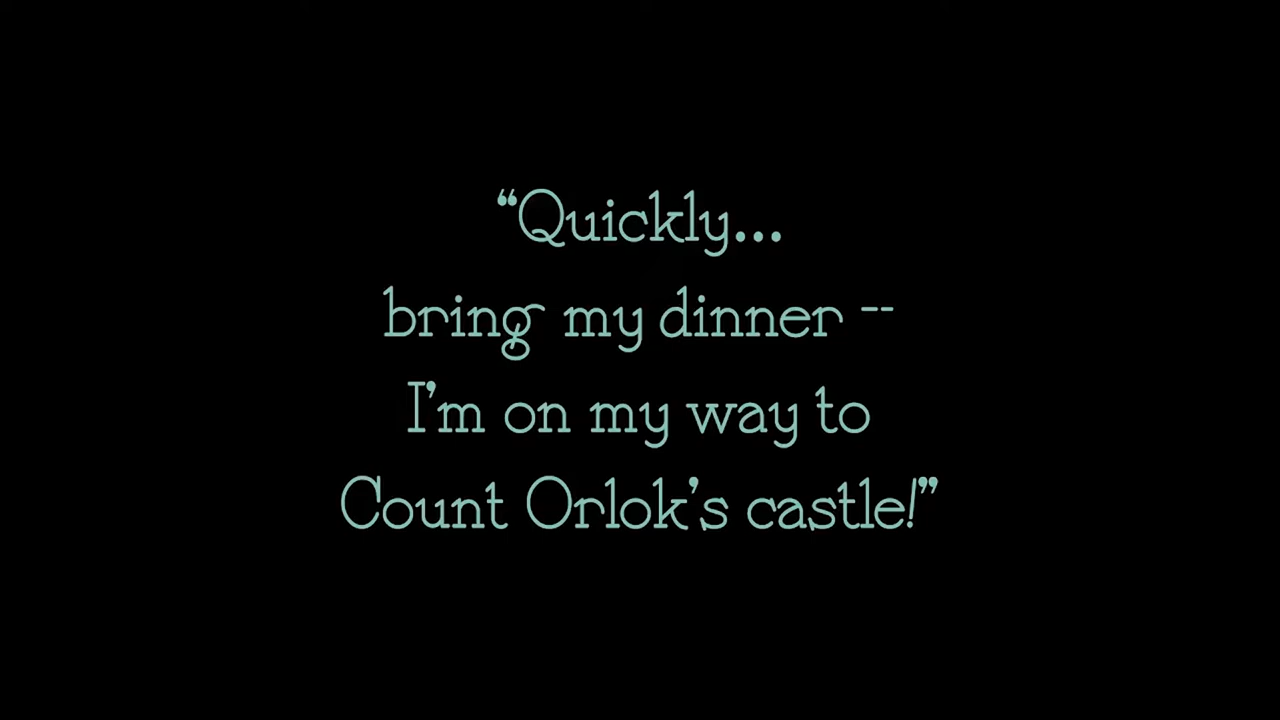 “Quickly...
bring my dinner --
I’m on my way to
Count Orlok’s castle!”